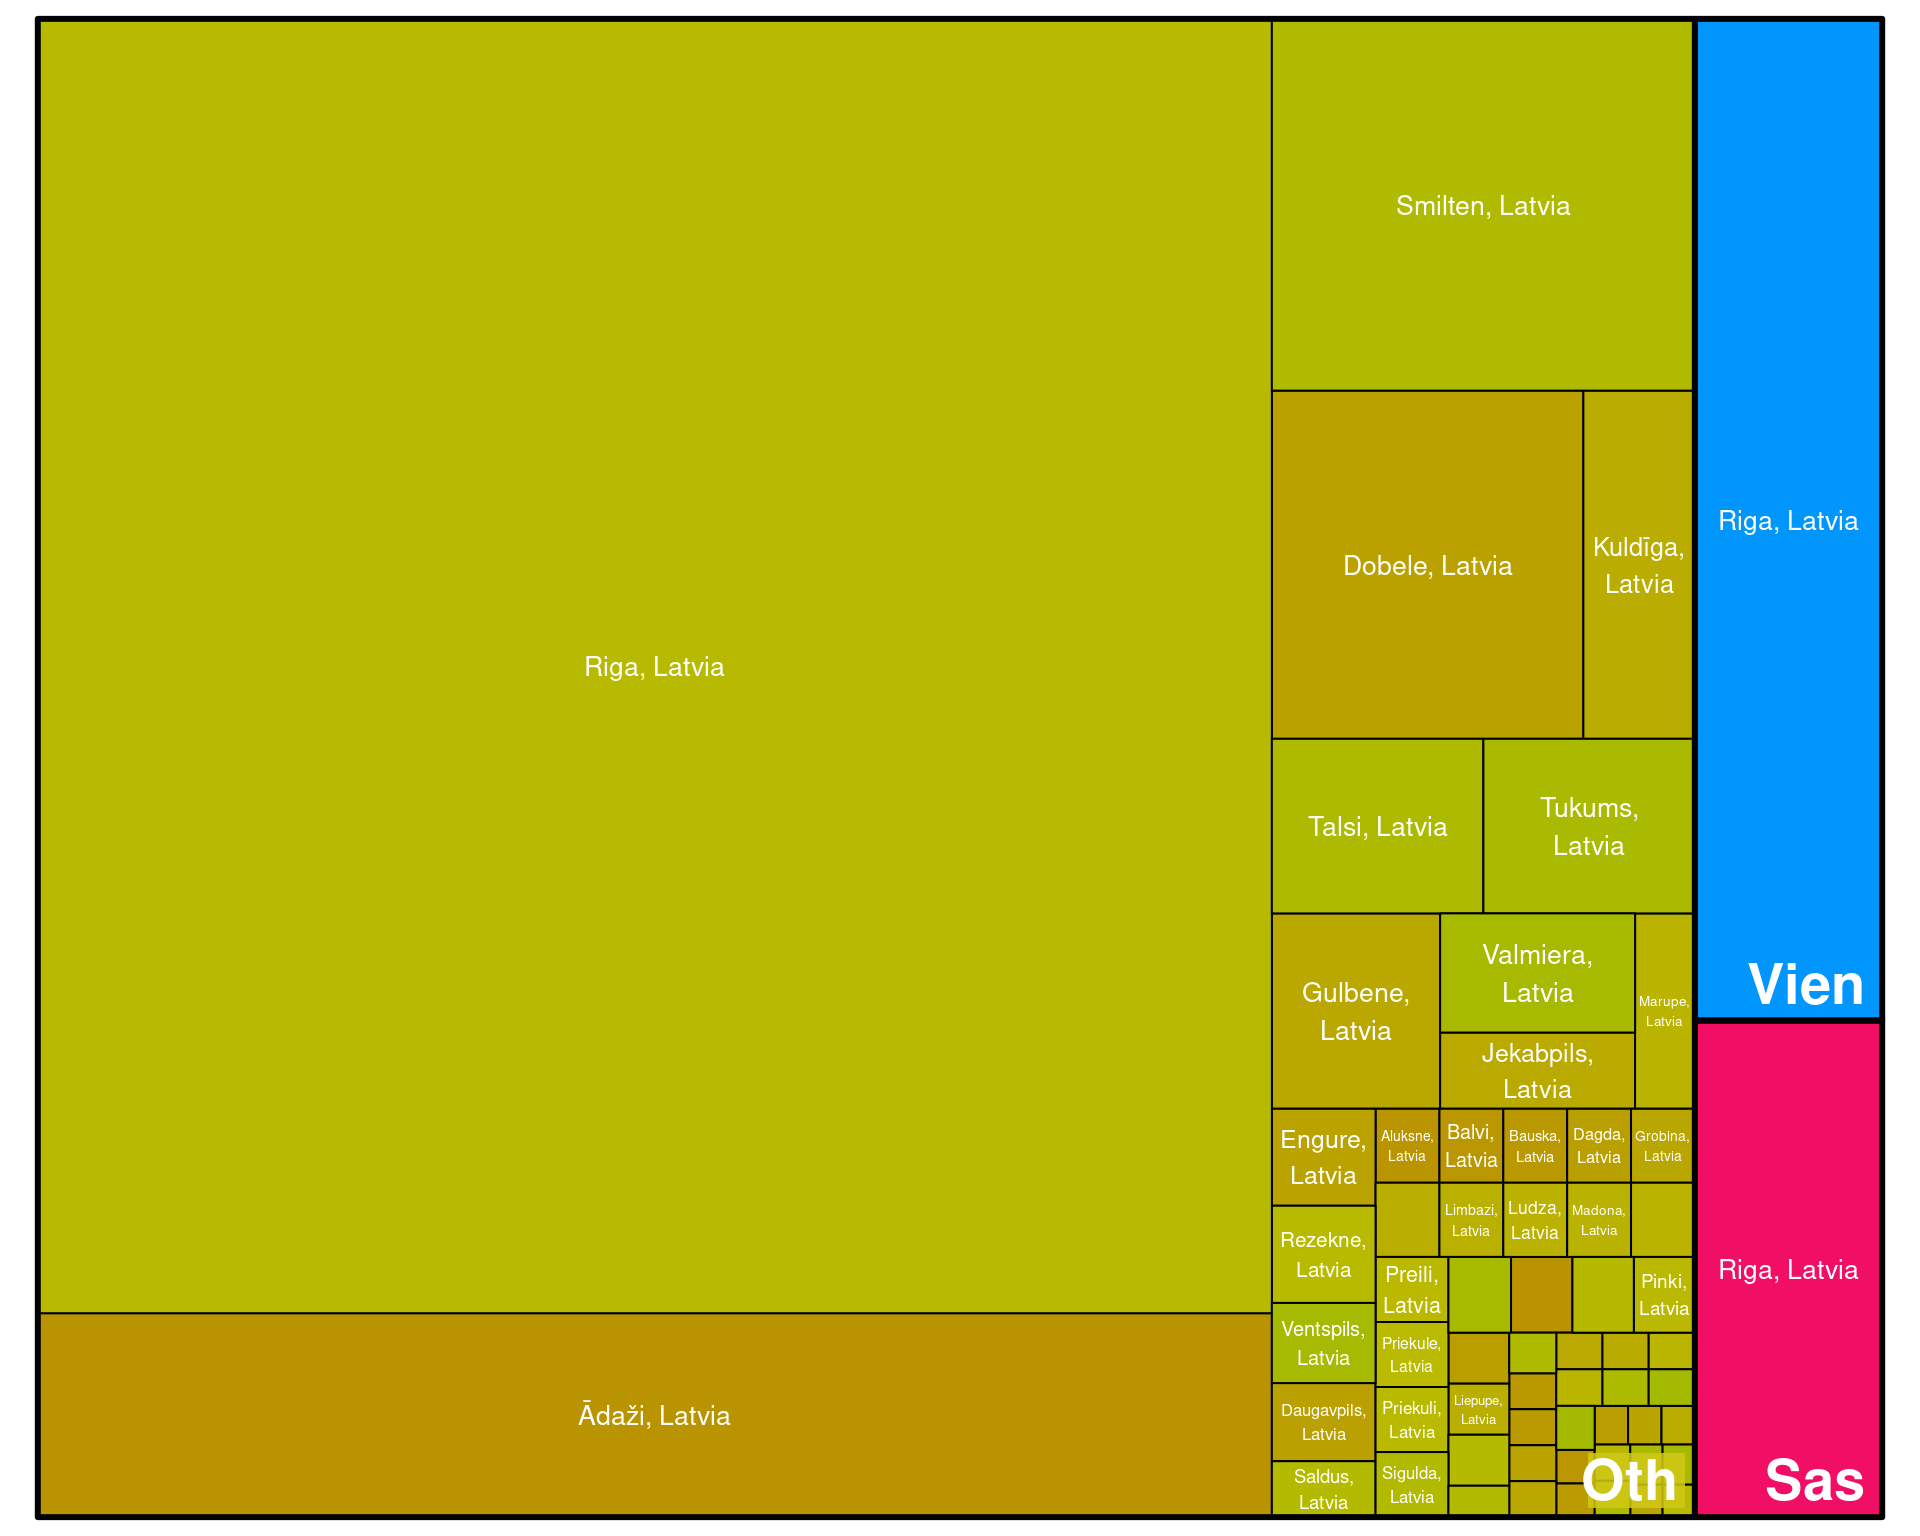 Riga, Latvia
Ādaži, Latvia
Smilten, Latvia
Dobele, Latvia
Kuldīga,
Latvia
Talsi, Latvia
Tukums,
Latvia
Gulbene,
Latvia
Valmiera,
Latvia
Jekabpils,
Latvia
Marupe,
Latvia
Engure,
Latvia
Rezekne,
Latvia
Ventspils,
Latvia
Daugavpils,
Latvia
Saldus,
Latvia
Aluksne,
Latvia
Balvi,
Latvia
Bauska,
Latvia
Dagda,
Latvia
Grobina,
Latvia
Limbazi,
Latvia
Ludza,
Latvia
Madona,
Latvia
Preili,
Latvia
Priekule,
Latvia
Priekuli,
Latvia
Sigulda,
Latvia
Pinki,
Latvia
Liepupe,
Latvia
Oth
Riga, Latvia
Vien
Riga, Latvia
Sas